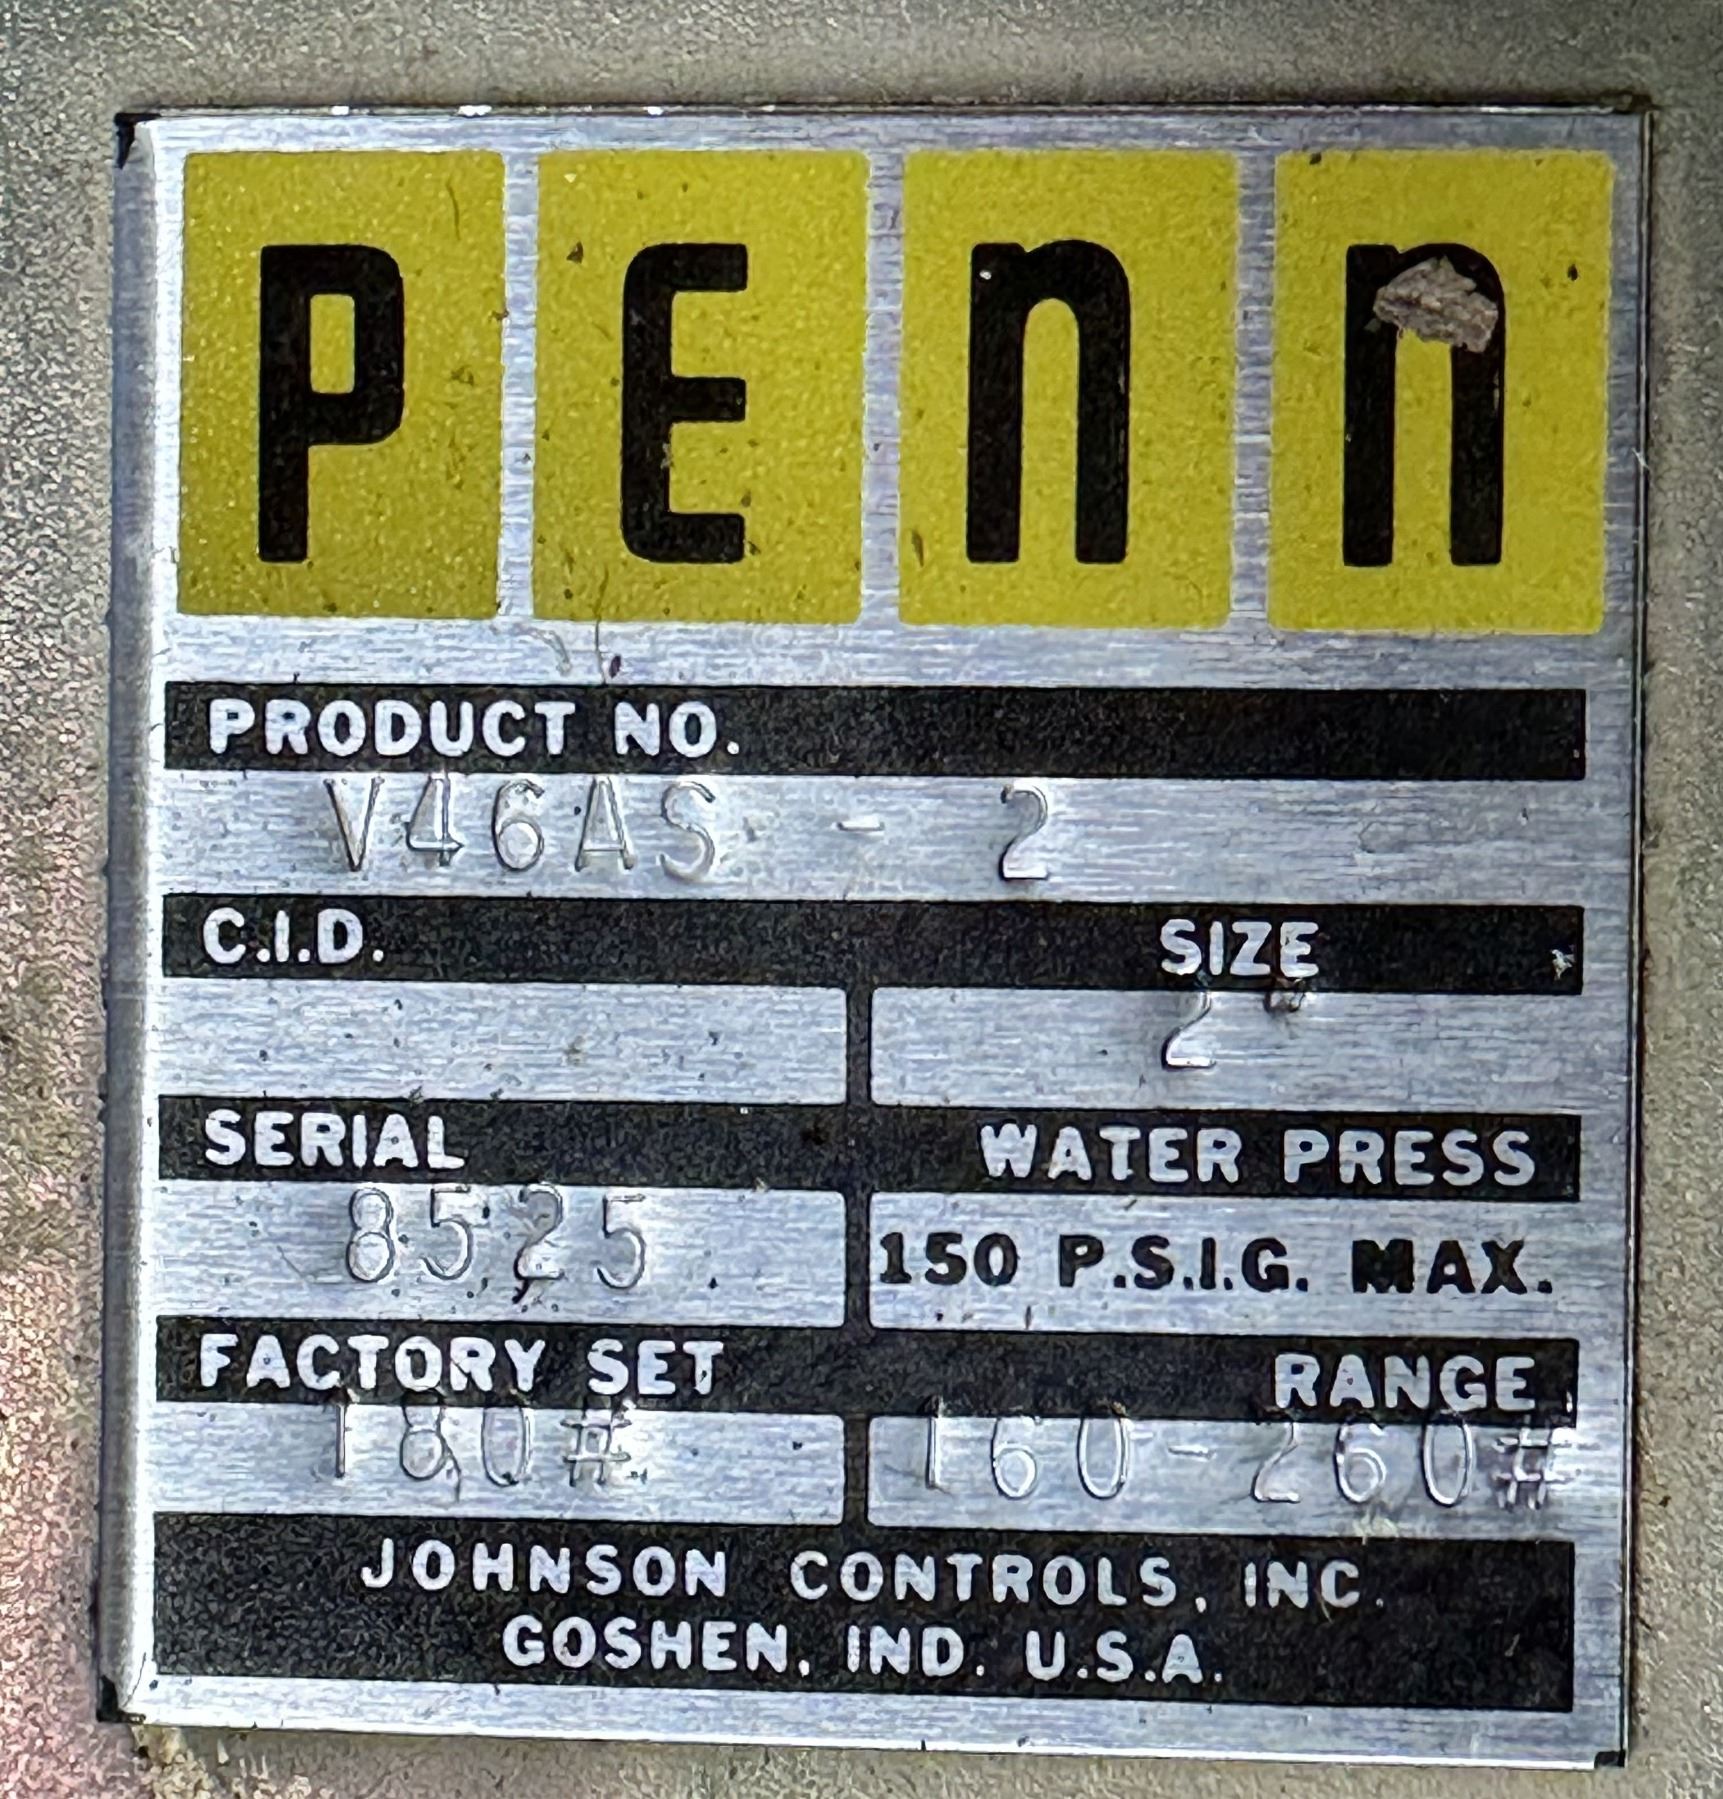 PEnn
PRODUCT NO.
V46AS - 2
C.I.D. SIZE
2"
SERIAL WATER PRESS
8525 150 P.S.I.G. MAX.
FACTORY SET RANGE
180# 160-260#
JOHNSON CONTROLS, INC.
GOSHEN, IND. U.S.A.